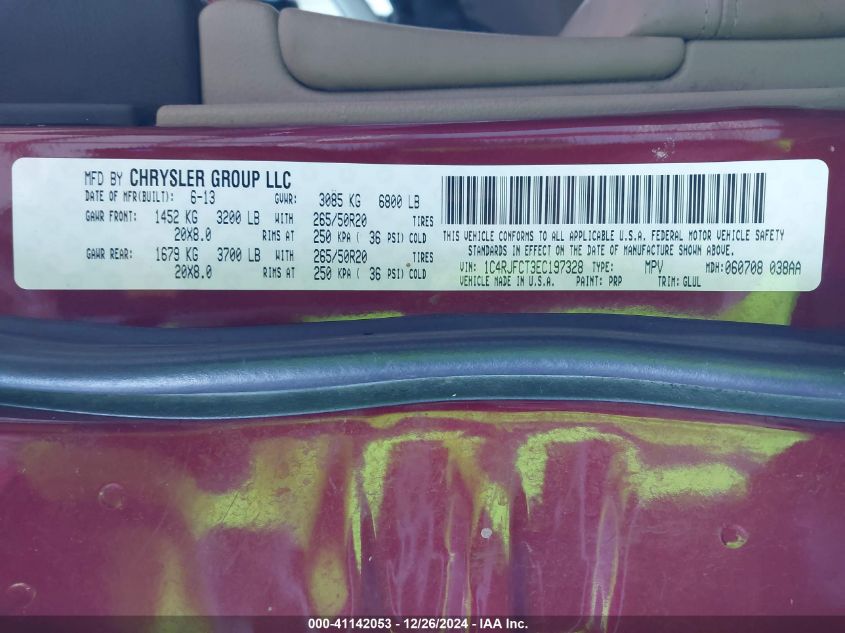 MFD BY CHRYSLER GROUP LLC
DATE OF MFR(BUILT): 6-13 GVWR: 3085 KG 6800 LB
GAWR FRONT: 1452 KG 3200 LB WITH 265/50R20 TIRES
20X8.0 RIMS AT 250 KPA ( 36 PSI) COLD
GAWR REAR: 1679 KG 3700 LB WITH 265/50R20 TIRES
20X8.0 RIMS AT 250 KPA ( 36 PSI) COLD
THIS VEHICLE CONFORMS TO ALL APPLICABLE U.S.A. FEDERAL MOTOR VEHICLE SAFETY
STANDARDS IN EFFECT ON THE DATE OF MANUFACTURE SHOWN ABOVE.
VIN: 1C4RJFCT3EC197328 TYPE: MPV MDH:060708 038AA
VEHICLE MADE IN U.S.A. PAINT: PRP TRIM: GLUL
000-41142053 - 12/26/2024 - IAA Inc.